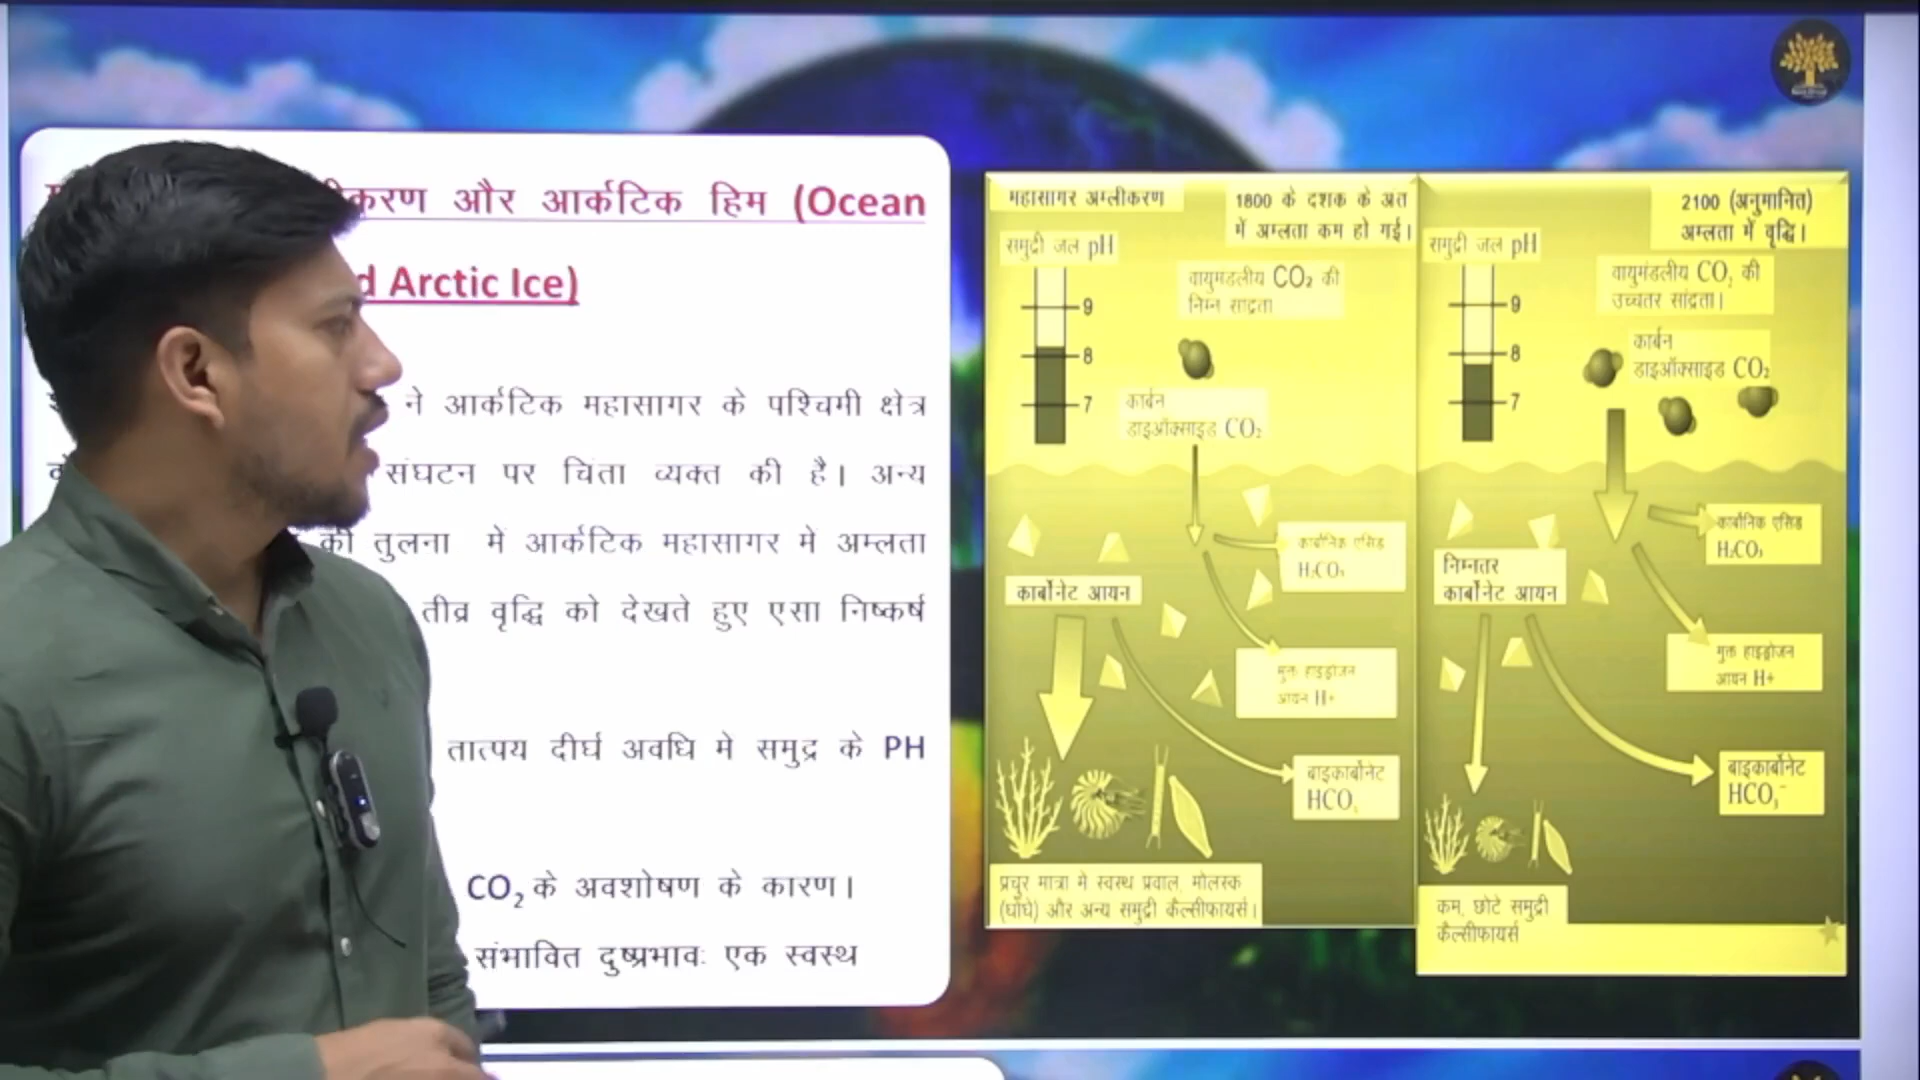 करण और आर्कटिक हिम (Ocean
d Arctic Ice)
ने आर्कटिक महासागर के पश्चिमी क्षेत्र
संघटन पर चिंता व्यक्त की है। अन्य
की तुलना में आर्कटिक महासागर में अम्लता
तीव्र वृद्धि को देखते हुए एसा निष्कर्ष
तात्पय दीर्घ अवधि मे समुद्र के PH
CO₂ के अवशोषण के कारण।
संभावित दुष्प्रभावः एक स्वस्थ
महासागर अम्लीकरण
1800 के दशक के अंत
में अम्लता कम हो गई।
समुद्री जल pH
9
8
7
वायुमंडलीय CO₂ की
निम्न सांद्रता
कार्बन
डाइऑक्साइड CO₂
कार्बोनिक एसिड
H₂CO₃
कार्बोनेट आयन
मुक्त हाइड्रोजन
आयन H+
बाइकार्बोनेट
HCO₃
प्रचुर मात्रा मे स्वस्थ प्रवाल, मोलस्क
(घोंघे) और अन्य समुद्री कैल्सीफायर्स।
2100 (अनुमानित)
अम्लता में वृद्धि।
समुद्री जल pH
9
8
7
वायुमंडलीय CO₂ की
उच्चतर सांद्रता।
कार्बन
डाइऑक्साइड CO₂
कार्बोनिक एसिड
H₂CO₃
निम्नतर
कार्बोनेट आयन
मुक्त हाइड्रोजन
आयन H+
बाइकार्बोनेट
HCO₃⁻
कम, छोटे समुद्री
कैल्सीफायर्स